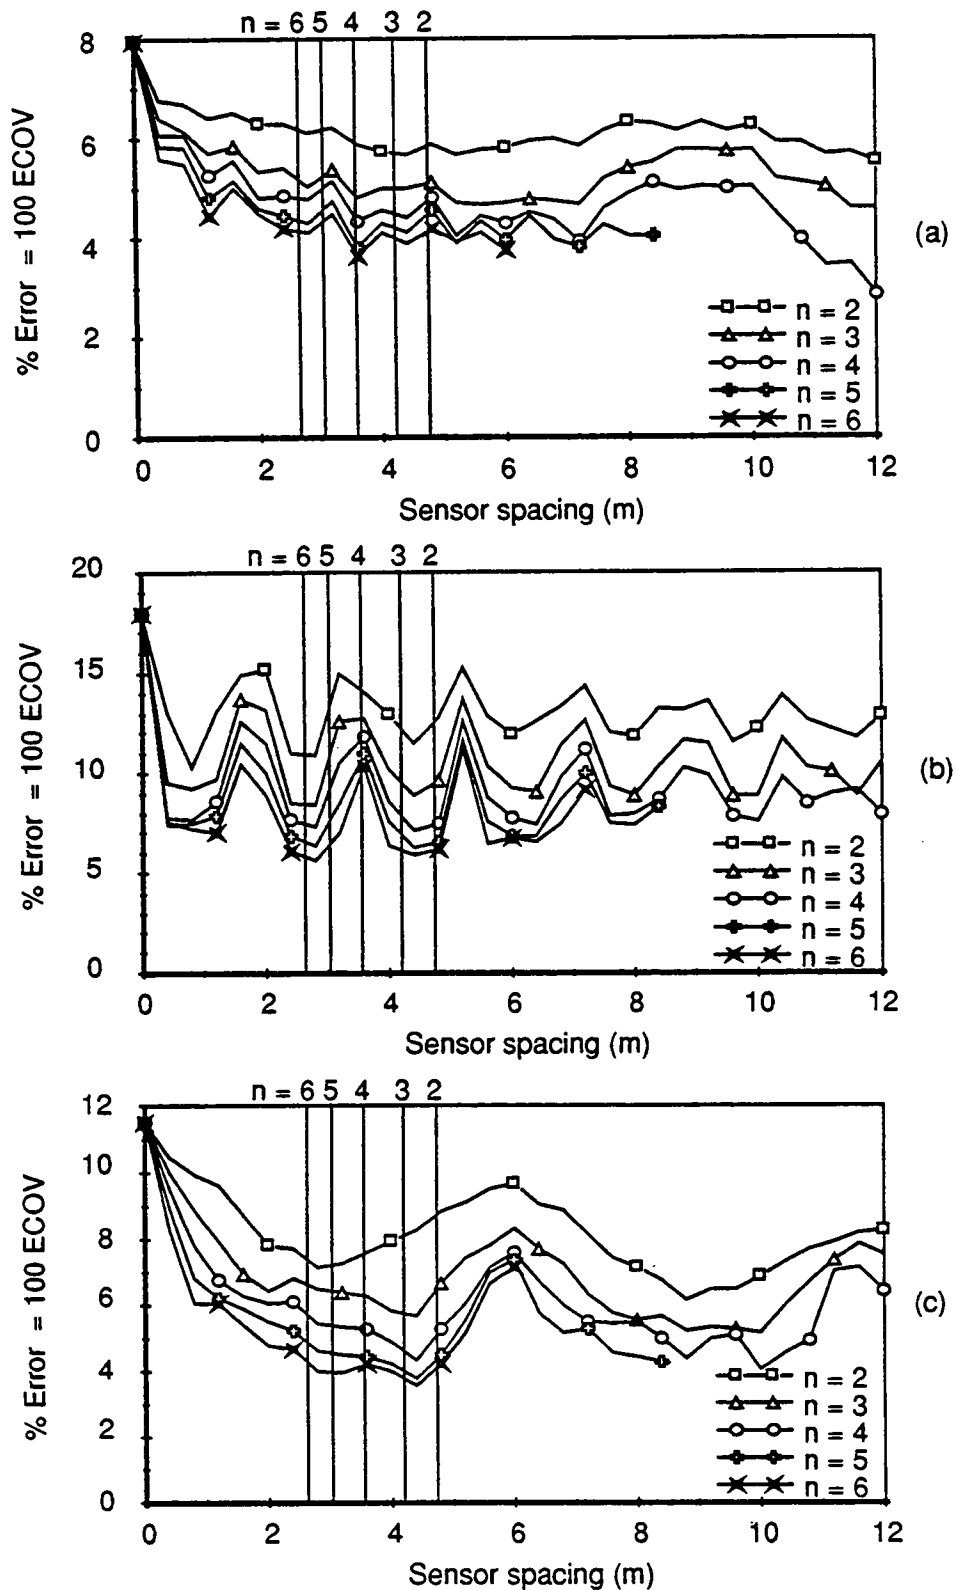 n = 6 5 4 3 2
% Error = 100 ECOV
8
6
4
2
0
n = 2
n = 3
n = 4
n = 5
n = 6
0 2 4 6 8 10 12
Sensor spacing (m)
(a)
n = 6 5 4 3 2
% Error = 100 ECOV
20
15
10
5
0
n = 2
n = 3
n = 4
n = 5
n = 6
0 2 4 6 8 10 12
Sensor spacing (m)
(b)
n = 6 5 4 3 2
% Error = 100 ECOV
12
10
8
6
4
2
0
n = 2
n = 3
n = 4
n = 5
n = 6
0 2 4 6 8 10 12
Sensor spacing (m)
(c)